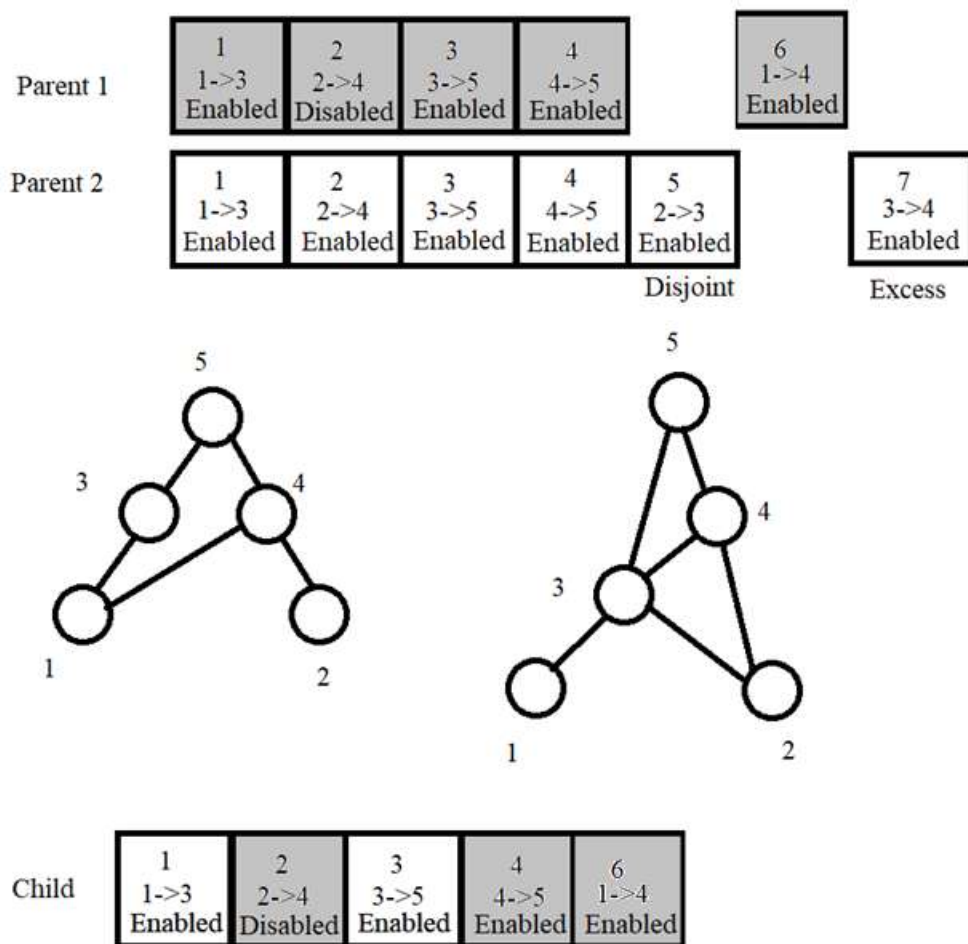 Parent 1
1
1->3
Enabled
2
2->4
Disabled
3
3->5
Enabled
4
4->5
Enabled
6
1->4
Enabled
Parent 2
1
1->3
Enabled
2
2->4
Enabled
3
3->5
Enabled
4
4->5
Enabled
5
2->3
Enabled
7
3->4
Enabled
Disjoint
Excess
5
3
4
1
2
5
4
3
1
2
Child
1
1->3
Enabled
2
2->4
Disabled
3
3->5
Enabled
4
4->5
Enabled
6
1->4
Enabled